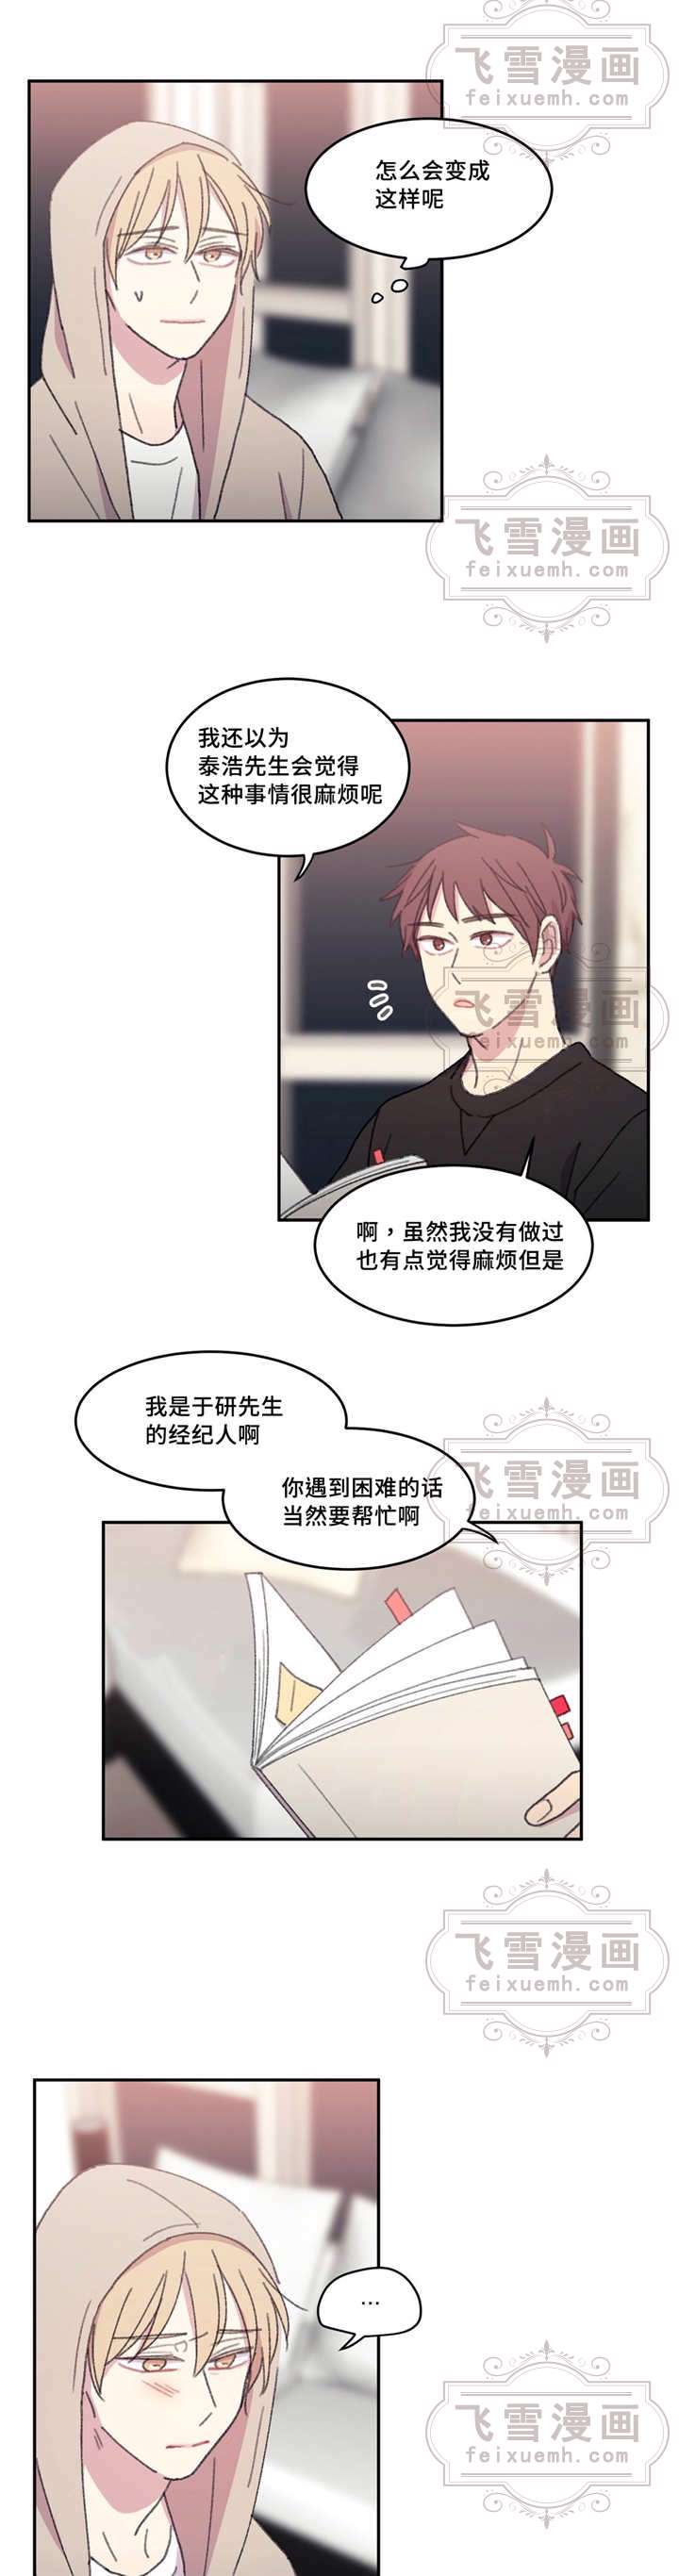 飞雪漫画
feixuemh.com
怎么会变成
这样呢
飞雪漫画
feixuemh.com
我还以为
泰浩先生会觉得
这种事情很麻烦呢
飞雪漫画
feixuemh.com
啊，虽然我没有做过
也有点觉得麻烦但是
我是于研先生
的经纪人啊
飞雪漫画
feixuemh.com
你遇到困难的话
当然要帮忙啊
飞雪漫画
feixuemh.com
...
飞雪漫画
feixuemh.com